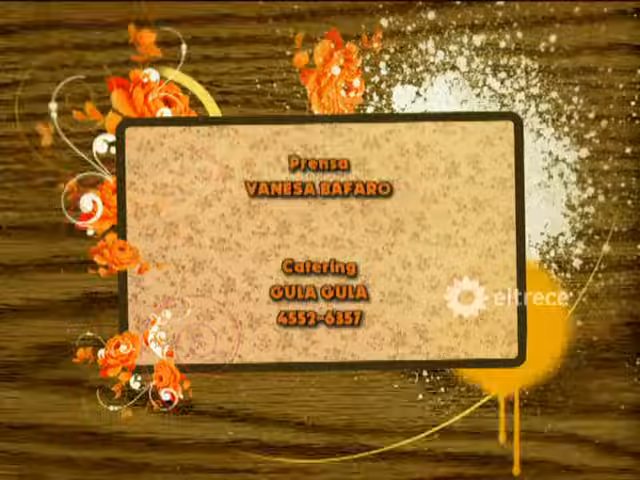 Prensa
VANESA BAFARO
Catering
GULA GULA
4552-6357
eltrece